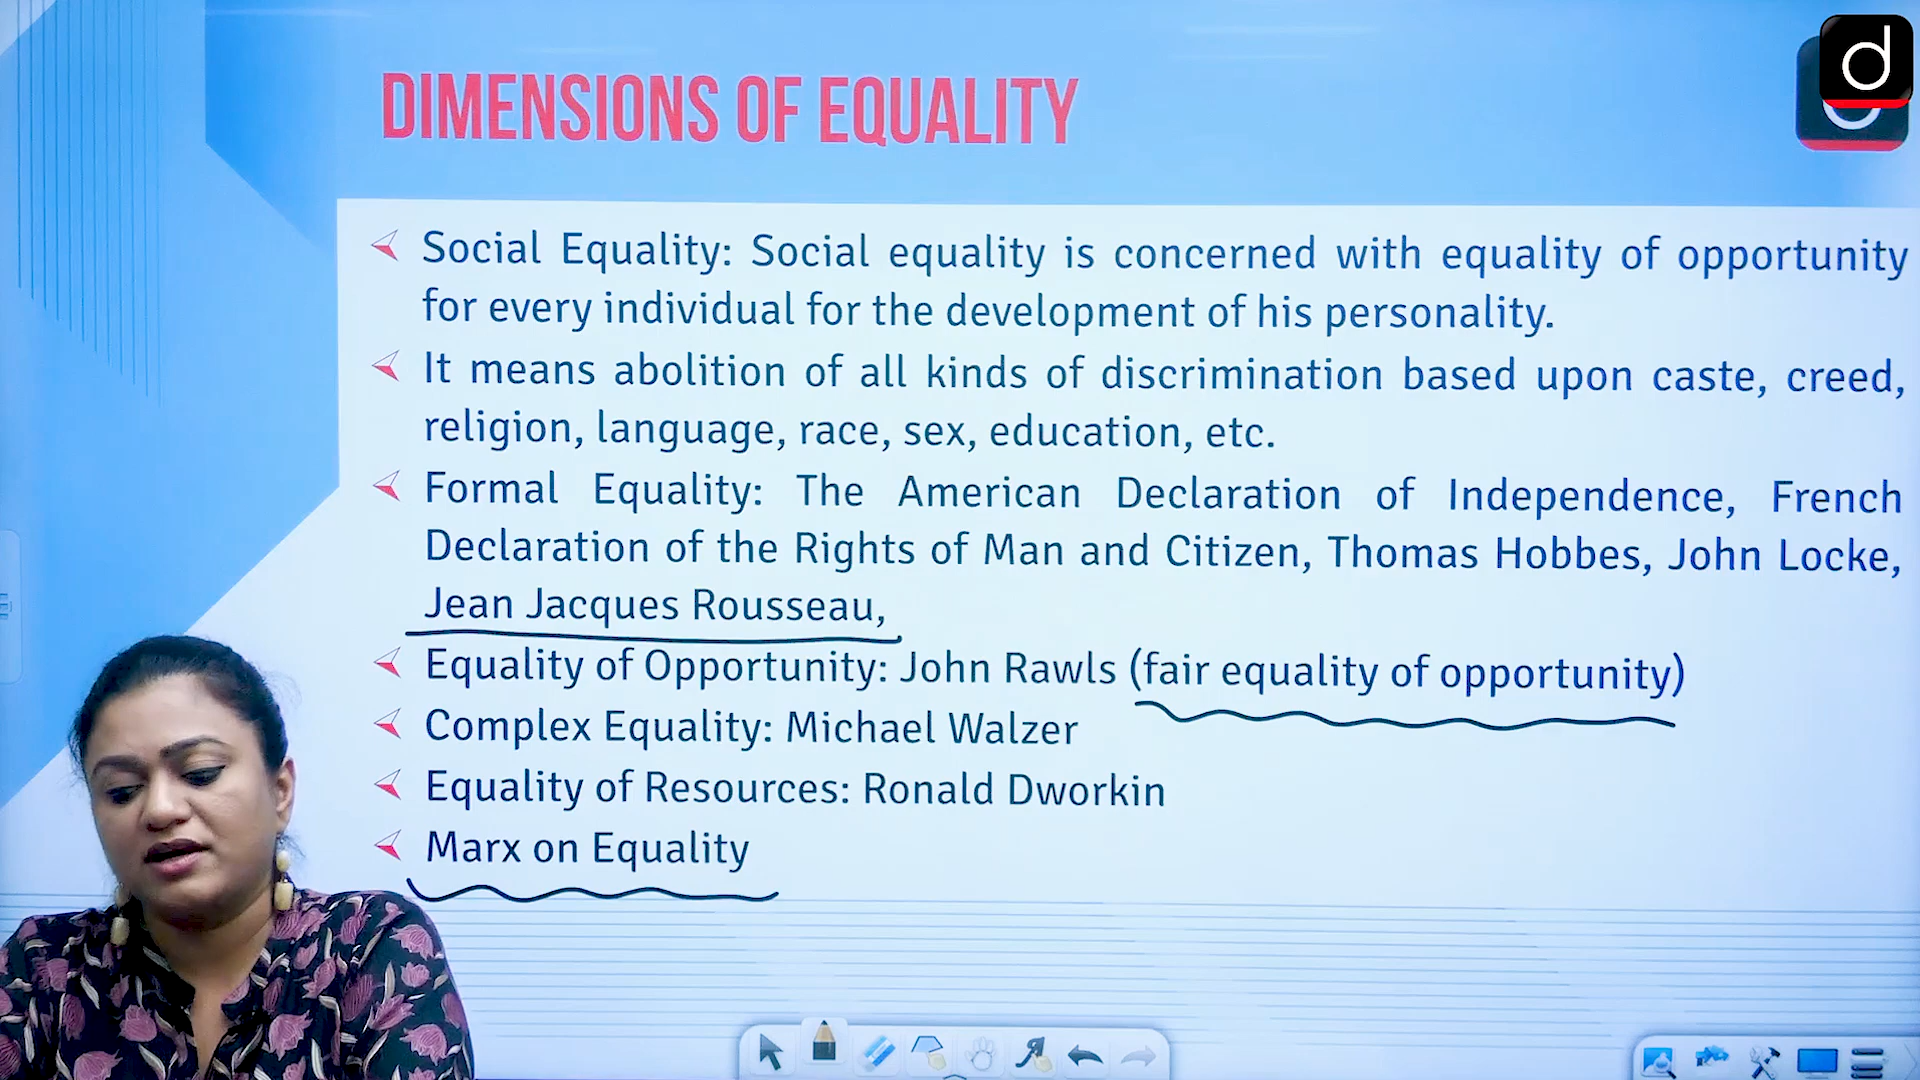 DIMENSIONS OF EQUALITY
Social Equality: Social equality is concerned with equality of opportunity
for every individual for the development of his personality.
It means abolition of all kinds of discrimination based upon caste, creed,
religion, language, race, sex, education, etc.
Formal Equality: The American Declaration of Independence, French
Declaration of the Rights of Man and Citizen, Thomas Hobbes, John Locke,
Jean Jacques Rousseau,
Equality of Opportunity: John Rawls (fair equality of opportunity)
Complex Equality: Michael Walzer
Equality of Resources: Ronald Dworkin
Marx on Equality
d